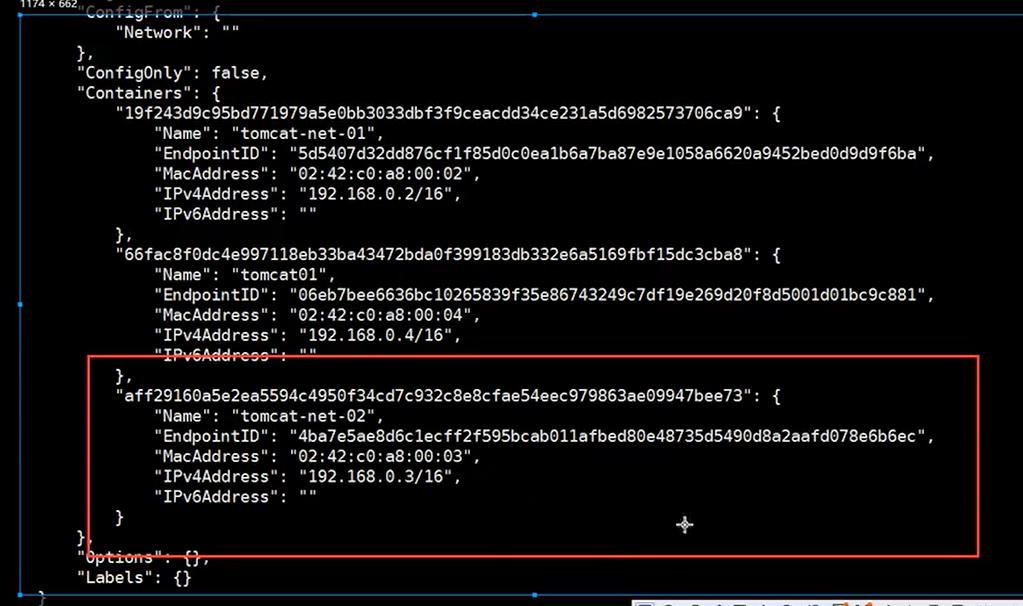 1174 × 662
"ConfigFrom": {
"Network": ""
},
"ConfigOnly": false,
"Containers": {
"19f243d9c95bd771979a5e0bb3033dbf3f9ceacdd34ce231a5d6982573706ca9": {
"Name": "tomcat-net-01",
"EndpointID": "5d5407d32dd876cf1f85d0c0ea1b6a7ba87e9e1058a6620a9452bed0d9d9f6ba",
"MacAddress": "02:42:c0:a8:00:02",
"IPv4Address": "192.168.0.2/16",
"IPv6Address": ""
},
"66fac8f0dc4e997118eb33ba43472bda0f399183db332e6a5169fbf15dc3cba8": {
"Name": "tomcat01",
"EndpointID": "06eb7bee6636bc10265839f35e86743249c7df19e269d20f8d5001d01bc9c881",
"MacAddress": "02:42:c0:a8:00:04",
"IPv4Address": "192.168.0.4/16",
"IPv6Address": ""
},
"aff29160a5e2ea5594c4950f34cd7c932c8e8cfae54eec979863ae09947bee73": {
"Name": "tomcat-net-02",
"EndpointID": "4ba7e5ae8d6c1ecff2f595bcab011afbed80e48735d5490d8a2aafd078e6b6ec",
"MacAddress": "02:42:c0:a8:00:03",
"IPv4Address": "192.168.0.3/16",
"IPv6Address": ""
}
},
"Options": {},
"Labels": {}
}